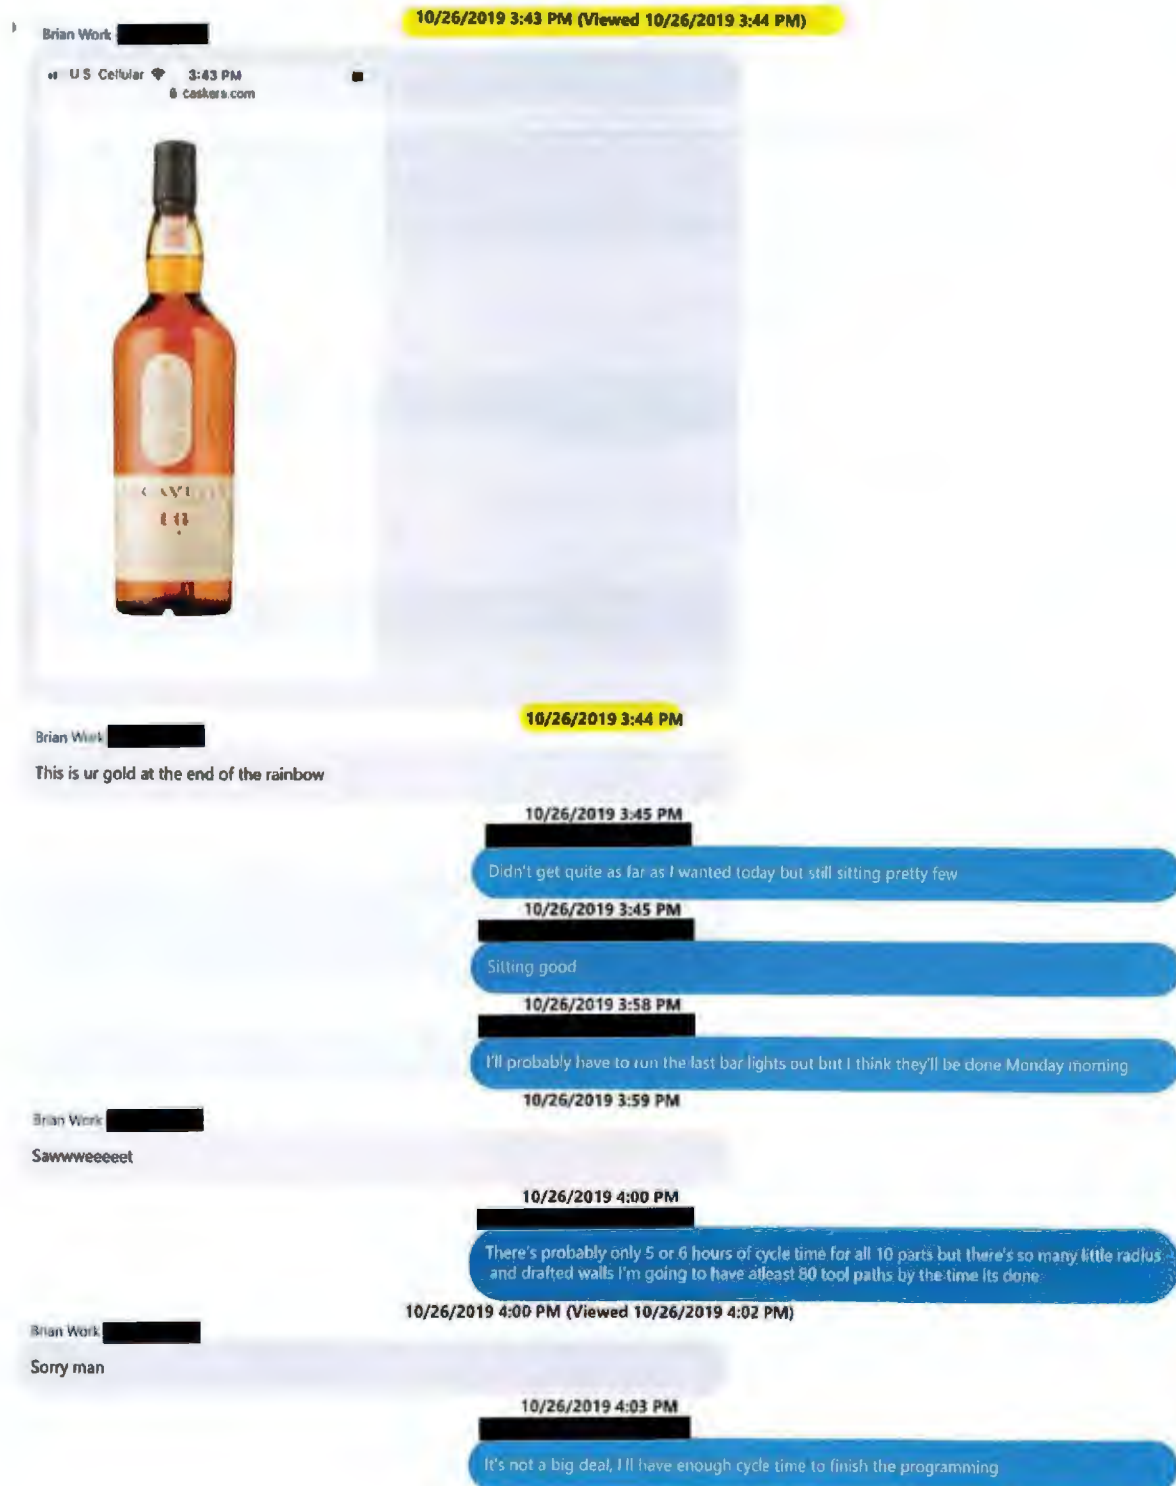 10/26/2019 3:43 PM (Viewed 10/26/2019 3:44 PM)
Brian Work
U.S. Cellular 3:43 PM
caskers.com
16
10/26/2019 3:44 PM
Brian Work
This is ur gold at the end of the rainbow
10/26/2019 3:45 PM
Didn't get quite as far as I wanted today but still sitting pretty few
10/26/2019 3:45 PM
Sitting good
10/26/2019 3:58 PM
I'll probably have to run the last bar lights out but I think they'll be done Monday morning
10/26/2019 3:59 PM
Brian Work
Sawwweeeeet
10/26/2019 4:00 PM
There's probably only 5 or 6 hours of cycle time for all 10 parts but there's so many little radius
and drafted walls I'm going to have atleast 80 tool paths by the time its done
10/26/2019 4:00 PM (Viewed 10/26/2019 4:02 PM)
Brian Work
Sorry man
10/26/2019 4:03 PM
It's not a big deal, I'll have enough cycle time to finish the programming